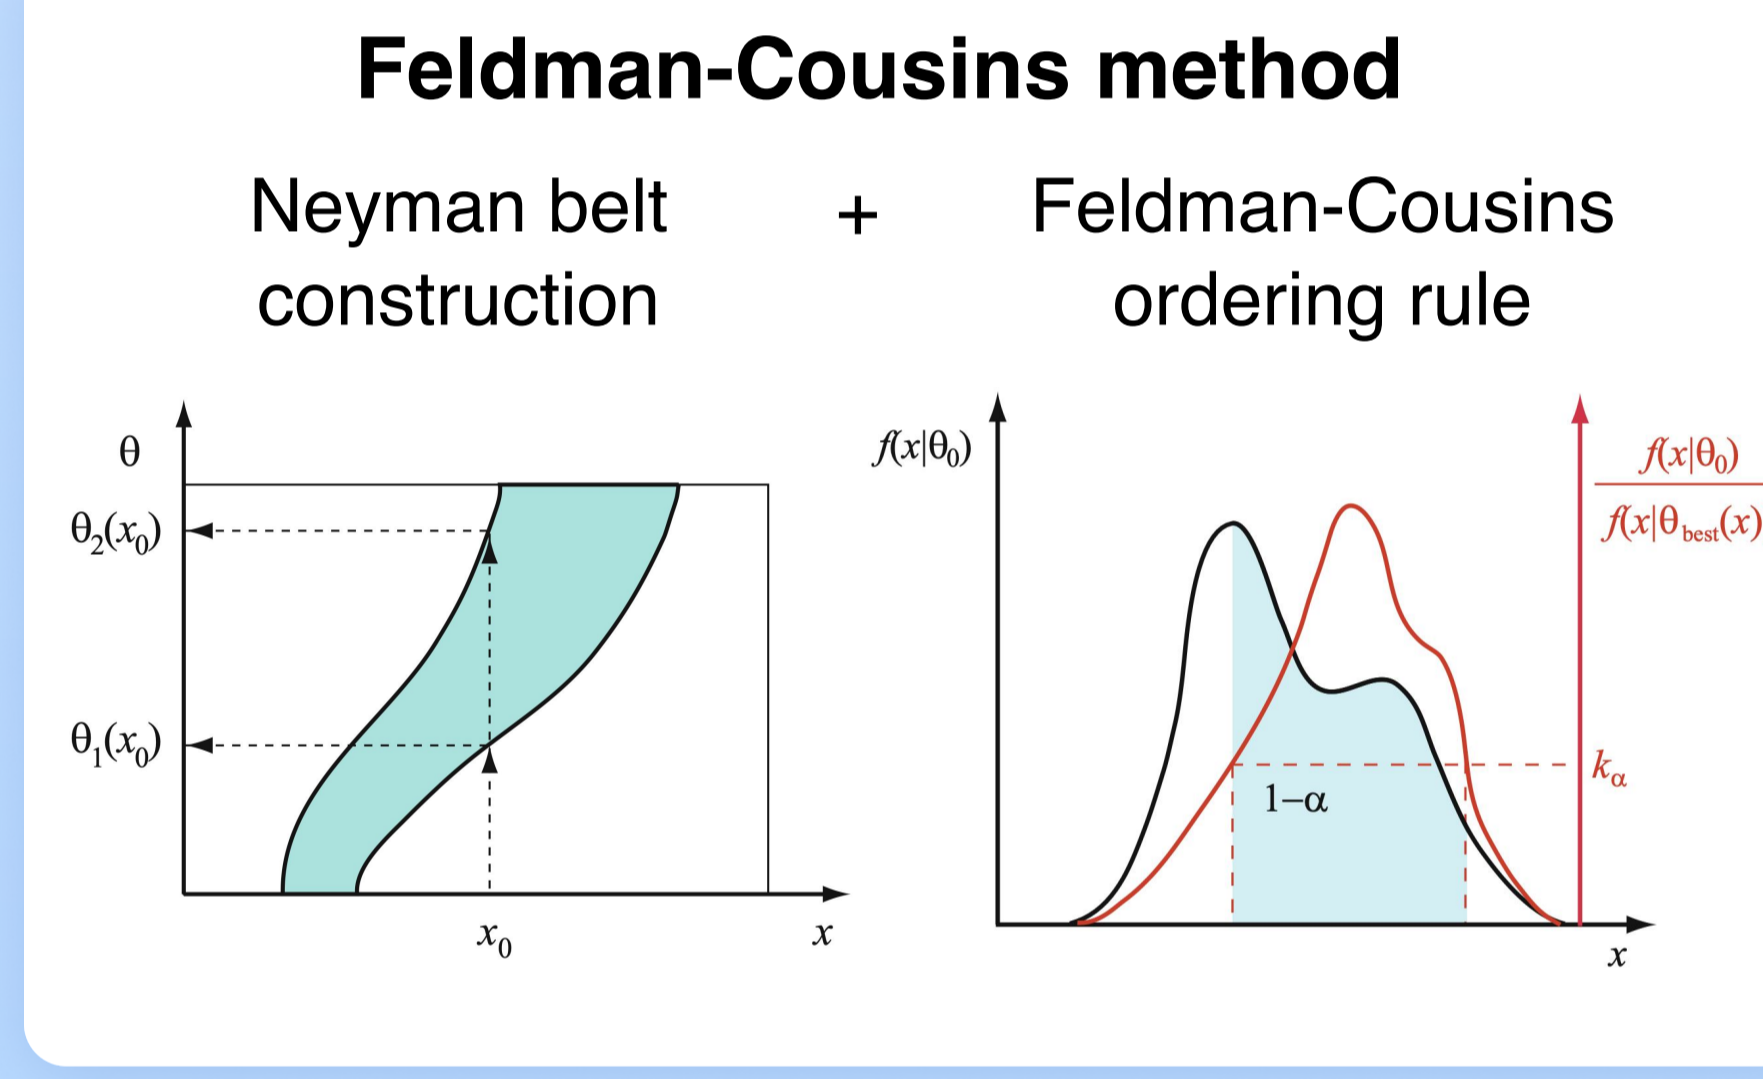 Feldman-Cousins method
Neyman belt
construction
+
Feldman-Cousins
ordering rule
θ
θ₂(x₀)
θ₁(x₀)
x₀
x
f(x|θ₀)
f(x|θ₀)
f(x|θbest(x)
kα
1–α
x